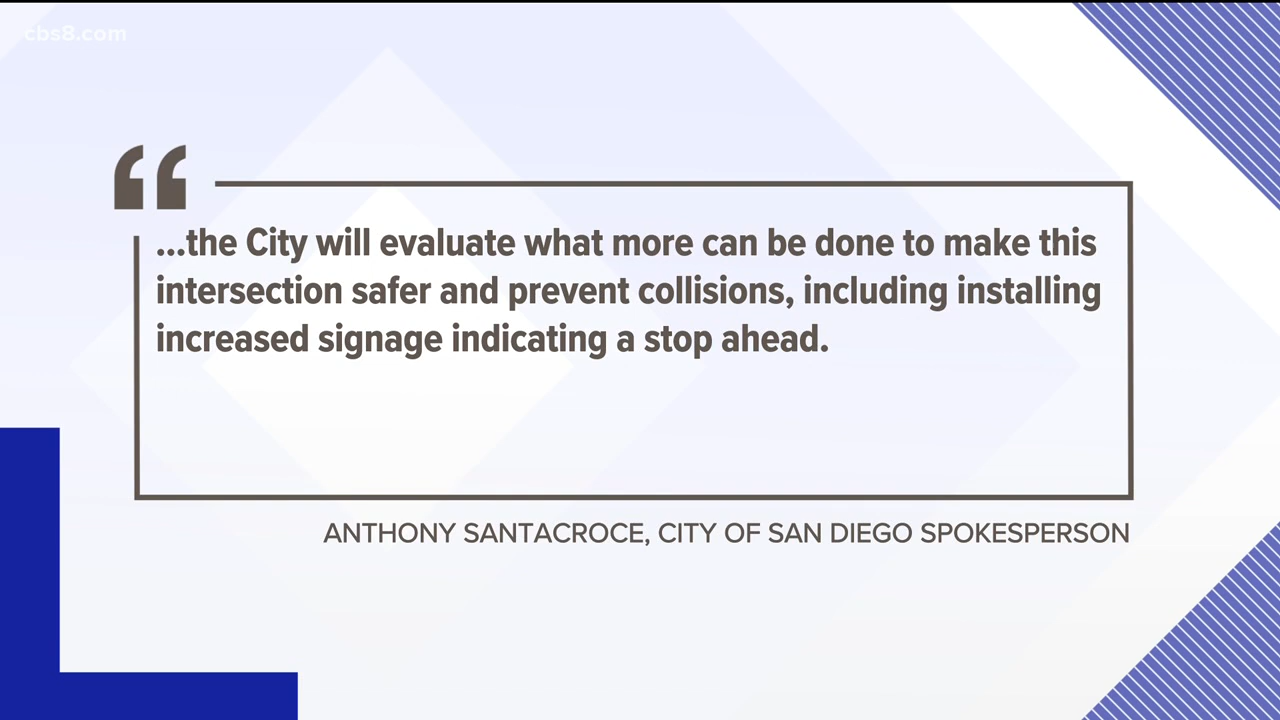 cbs8.com
“
...the City will evaluate what more can be done to make this
intersection safer and prevent collisions, including installing
increased signage indicating a stop ahead.
ANTHONY SANTACROCE, CITY OF SAN DIEGO SPOKESPERSON